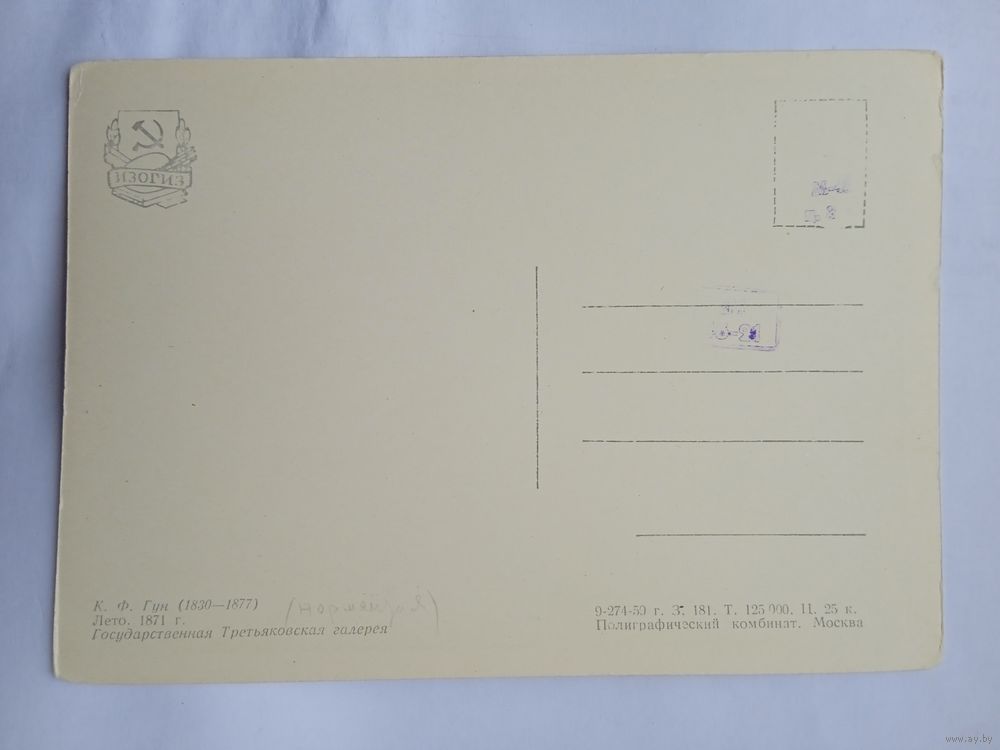 ИЗОГИЗ
К. Ф. Гун (1830—1877)
Лето. 1871 г.
Государственная Третьяковская галерея
9-274-59 г. З. 181. Т. 125 000. Ц. 25 к.
Полиграфический комбинат. Москва
www.ay.by